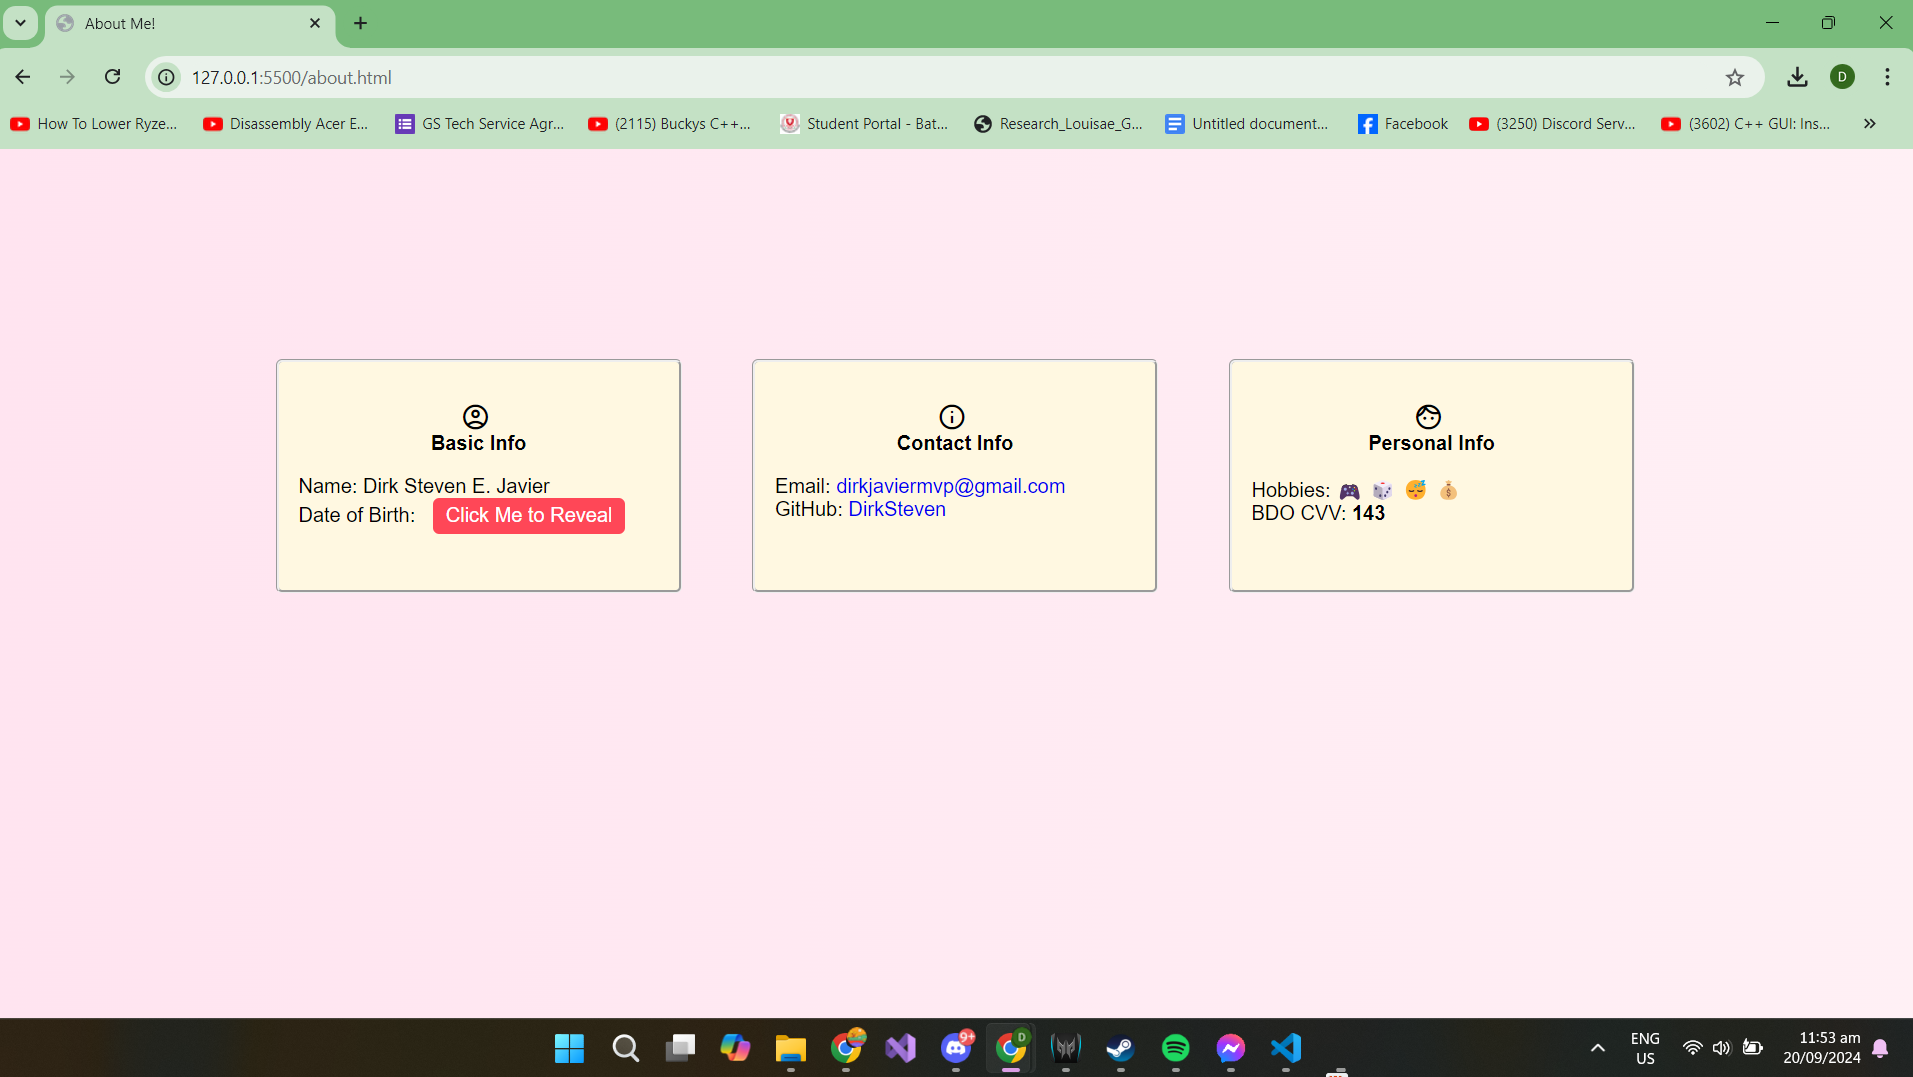 About Me!
127.0.0.1:5500/about.html
D
How To Lower Ryze...
Disassembly Acer E...
GS Tech Service Agr...
(2115) Buckys C++...
Student Portal - Bat...
Research_Louisae_G...
Untitled document...
Facebook
(3250) Discord Serv...
(3602) C++ GUI: Ins...
Basic Info
Name: Dirk Steven E. Javier
Date of Birth: Click Me to Reveal
Contact Info
Email: dirkjaviermvp@gmail.com
GitHub: DirkSteven
Personal Info
Hobbies: 🎮 🎲 😴 💰
BDO CVV: 143
9+
D
ENG
US
11:53 am
20/09/2024